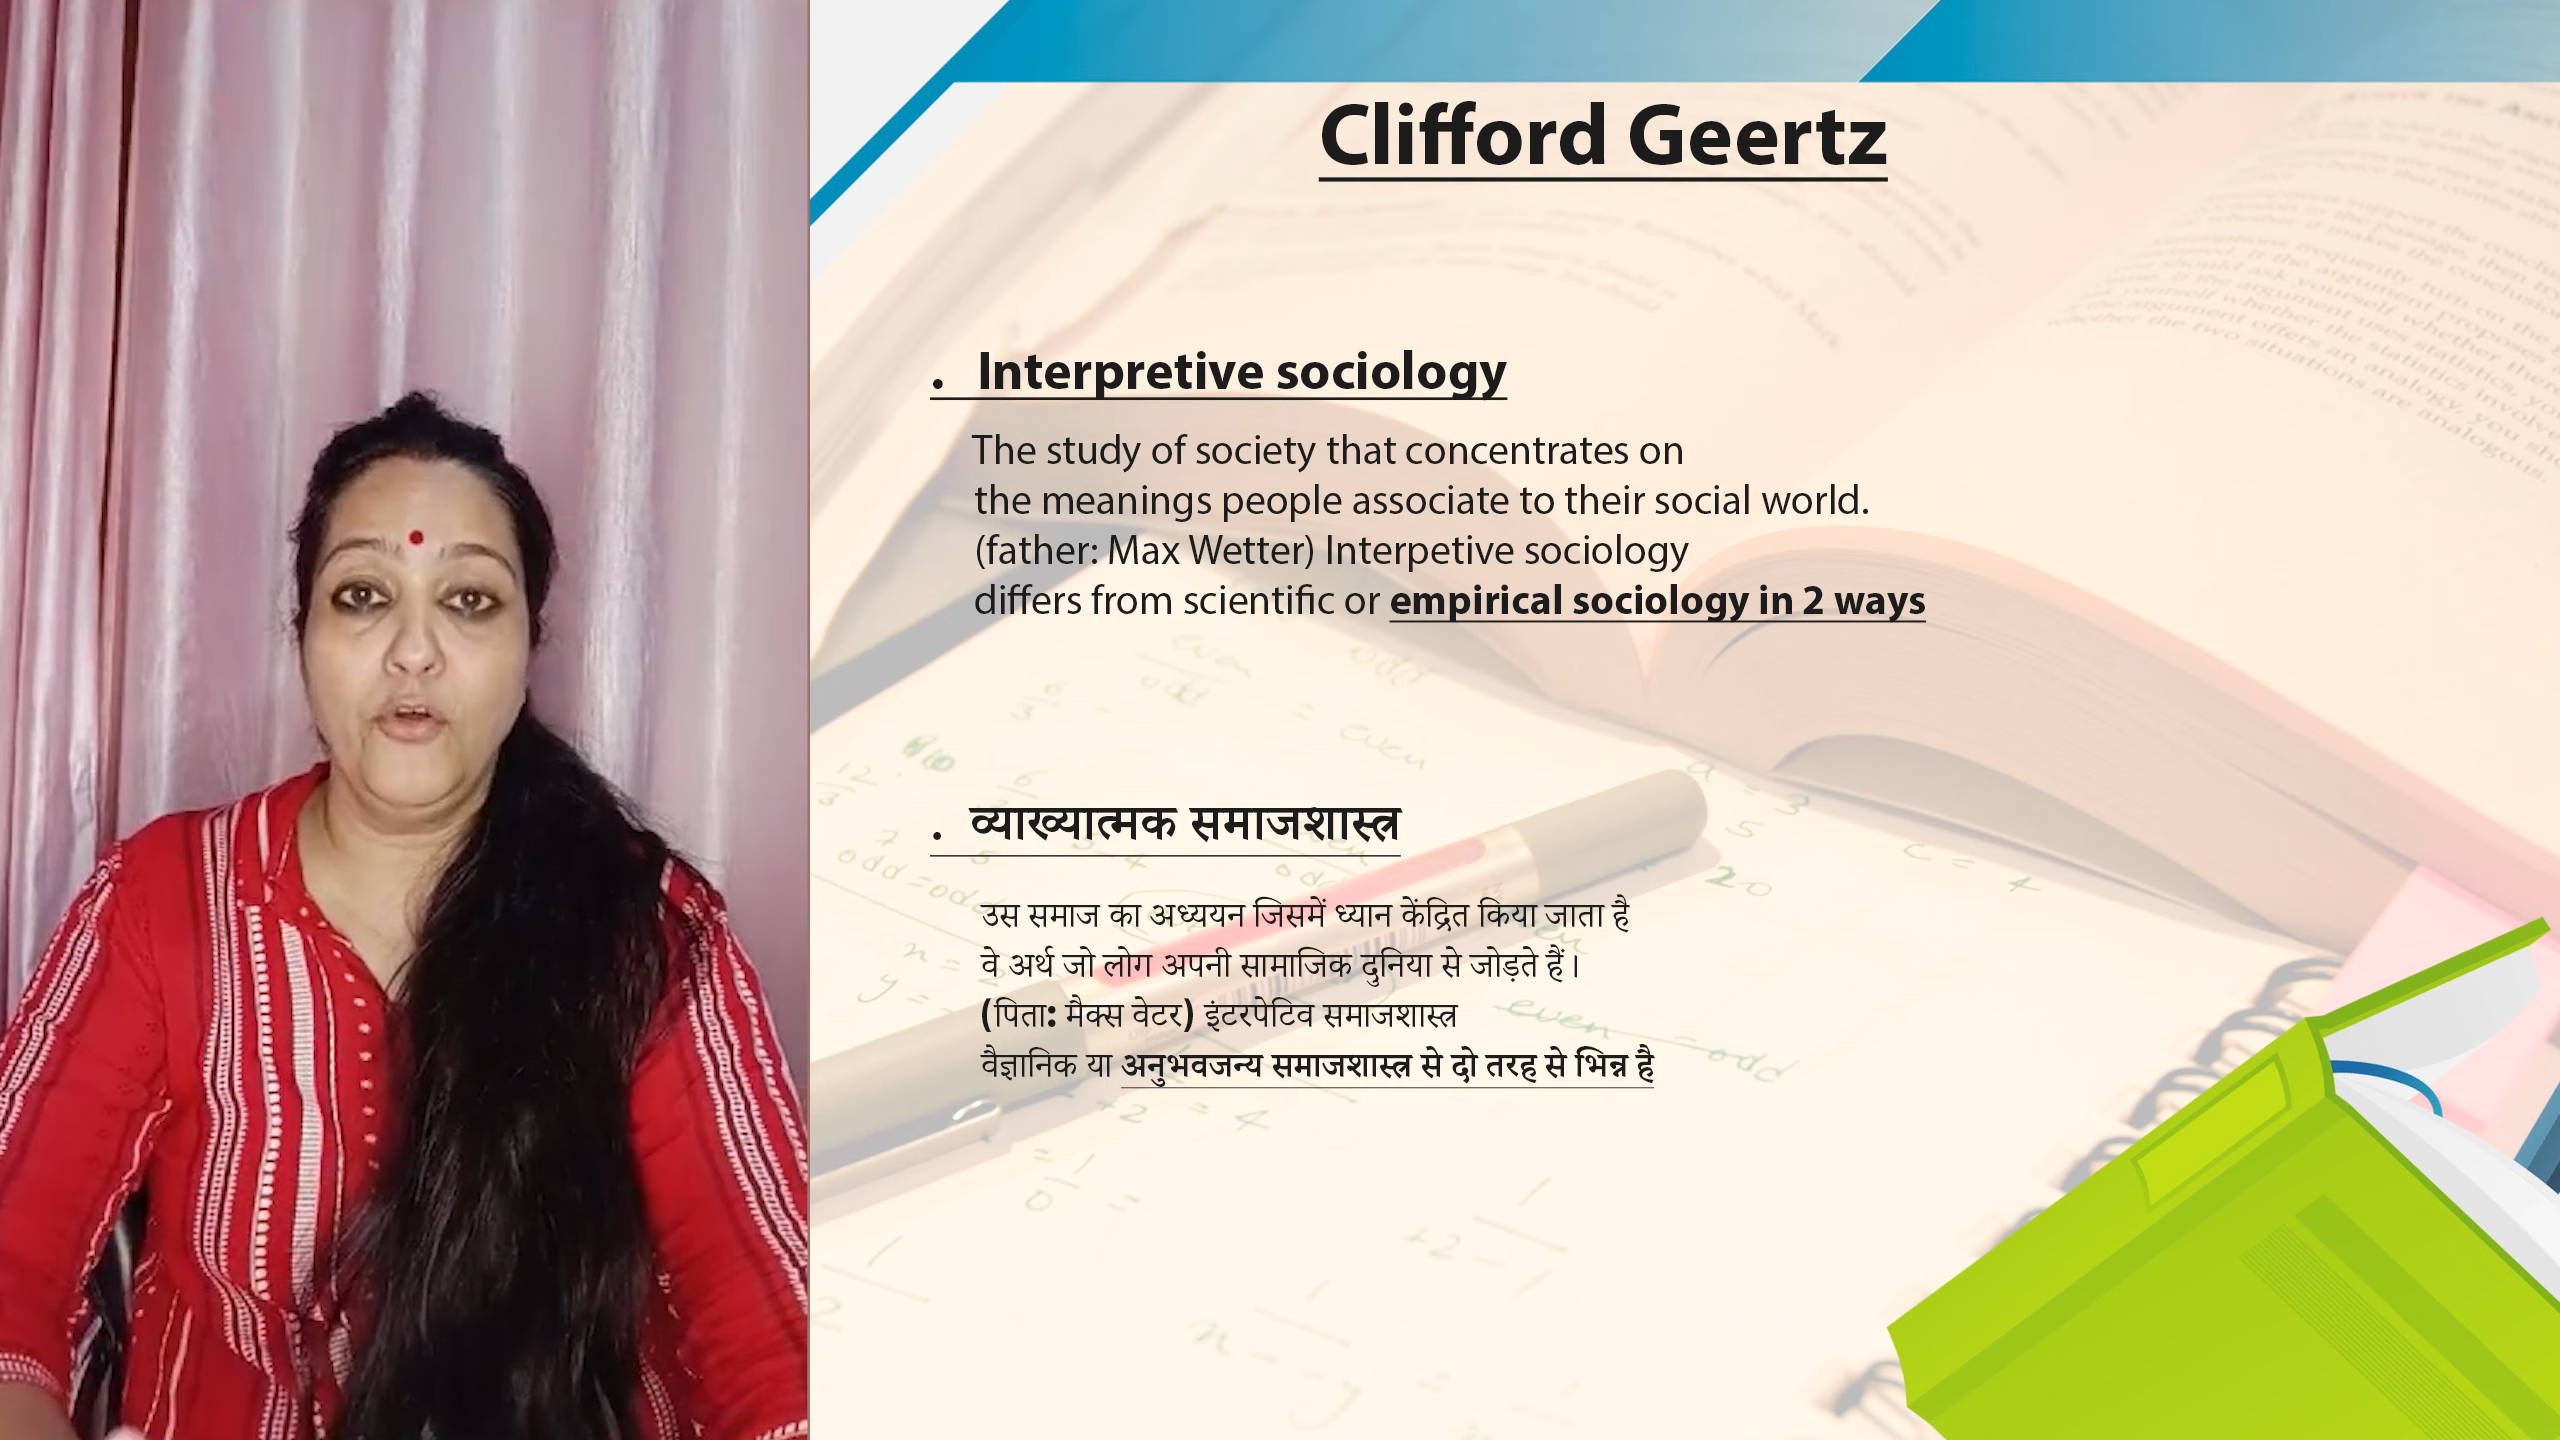 Clifford Geertz
. Interpretive sociology
The study of society that concentrates on
the meanings people associate to their social world.
(father: Max Wetter) Interpetive sociology
differs from scientific or empirical sociology in 2 ways
. व्याख्यात्मक समाजशास्त्र
उस समाज का अध्ययन जिसमें ध्यान केंद्रित किया जाता है
वे अर्थ जो लोग अपनी सामाजिक दुनिया से जोड़ते हैं।
(पिता: मैक्स वेटर) इंटरपेटिव समाजशास्त्र
वैज्ञानिक या अनुभवजन्य समाजशास्त्र से दो तरह से भिन्न है